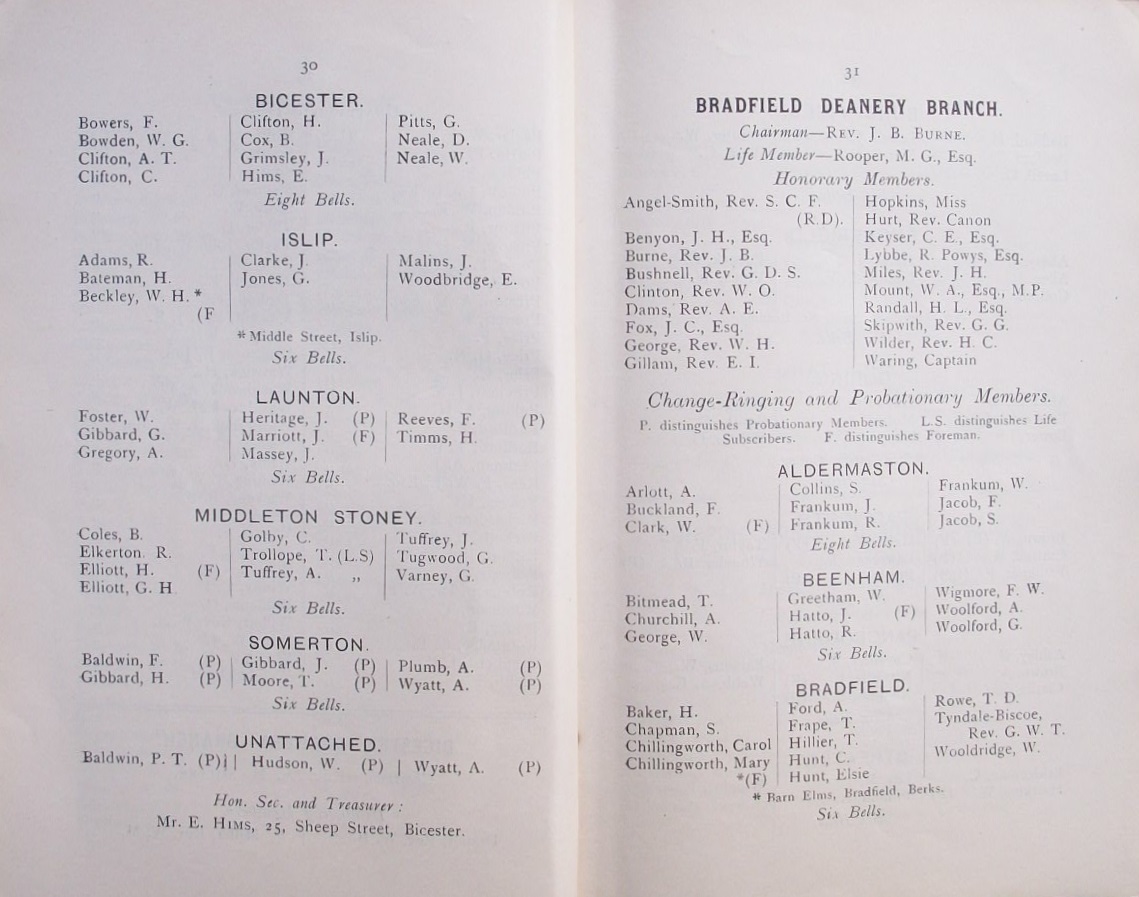 30
BICESTER.
Bowers, F. Clifton, H. Pitts, G.
Bowden, W. G. Cox, B. Neale, D.
Clifton, A. T. Grimsley, J. Neale, W.
Clifton, C. Hims, E.
Eight Bells.
ISLIP.
Adams, R. Clarke, J. Malins, J.
Bateman, H. Jones, G. Woodbridge, E.
Beckley, W. H. *
(F
* Middle Street, Islip.
Six Bells.
LAUNTON.
Foster, W. Heritage, J. (P) Reeves, F. (P)
Gibbard, G. Marriott, J. (F) Timms, H.
Gregory, A. Massey, J.
Six Bells.
MIDDLETON STONEY.
Coles, B. Golby, C. Tuffrey, J.
Elkerton. R. Trollope, T. (L.S) Tugwood, G.
Elliott, H. (F) Tuffrey, A. ,, Varney, G.
Elliott, G. H
Six Bells.
SOMERTON.
Baldwin, F. (P) Gibbard, J. (P) Plumb, A. (P)
Gibbard, H. (P) Moore, T. (P) Wyatt, A. (P)
Six Bells.
UNATTACHED.
Baldwin, P. T. (P) | Hudson, W. (P) | Wyatt, A. (P)
Hon. Sec. and Treasurer:
Mr. E. HIMS, 25, Sheep Street, Bicester.
31
BRADFIELD DEANERY BRANCH.
Chairman—REV. J. B. BURNE.
Life Member—Rooper, M. G., Esq.
Honorary Members.
Angel-Smith, Rev. S. C. F. Hopkins, Miss
(R.D). Hurt, Rev. Canon
Benyon, J. H., Esq. Keyser, C. E., Esq.
Burne, Rev. J. B. Lybbe, R. Powys, Esq.
Bushnell, Rev. G. D. S. Miles, Rev. J. H.
Clinton, Rev. W. O. Mount, W. A., Esq., M.P.
Dams, Rev. A. E. Randall, H. L., Esq.
Fox, J. C., Esq. Skipwith, Rev. G. G.
George, Rev. W. H. Wilder, Rev. H. C.
Gillam, Rev. E. I. Waring, Captain
Change-Ringing and Probationary Members.
P. distinguishes Probationary Members. L.S. distinguishes Life
Subscribers. F. distinguishes Foreman.
ALDERMASTON.
Arlott, A. Collins, S. Frankum, W.
Buckland, F. Frankum, J. Jacob, F.
Clark, W. (F) Frankum, R. Jacob, S.
Eight Bells.
BEENHAM.
Bitmead, T. Greetham, W. Wigmore, F. W.
Churchill, A. Hatto, J. (F) Woolford, A.
George, W. Hatto, R. Woolford, G.
Six Bells.
BRADFIELD.
Baker, H. Ford, A. Rowe, T. D.
Chapman, S. Frape, T. Tyndale-Biscoe,
Chillingworth, Carol Hillier, T. Rev. G. W. T.
Chillingworth, Mary Hunt, C. Wooldridge, W.
*(F) Hunt, Elsie
* Barn Elms, Bradfield, Berks.
Six Bells.